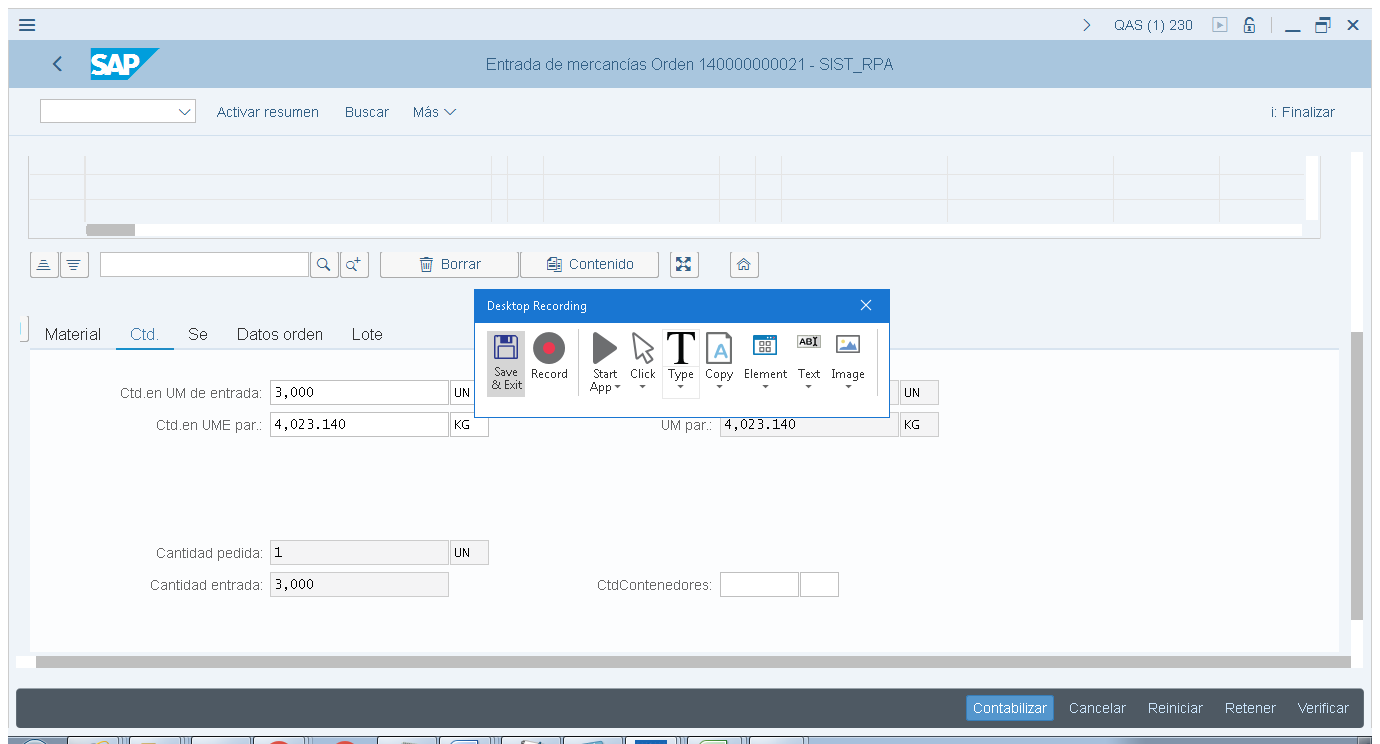 QAS (1) 230
SAP
Entrada de mercancías Orden 140000000021 - SIST_RPA
Activar resumen Buscar Más i: Finalizar
Borrar Contenido
Desktop Recording
Material Ctd. Se Datos orden Lote
Save & Exit Record Start App Click Type Copy Element Text Image
Ctd.en UM de entrada: 3,000 UN UN
Ctd.en UME par.: 4,023.140 KG UM par.: 4,023.140 KG
Cantidad pedida: 1 UN
Cantidad entrada: 3,000 CtdContenedores:
Contabilizar Cancelar Reiniciar Retener Verificar